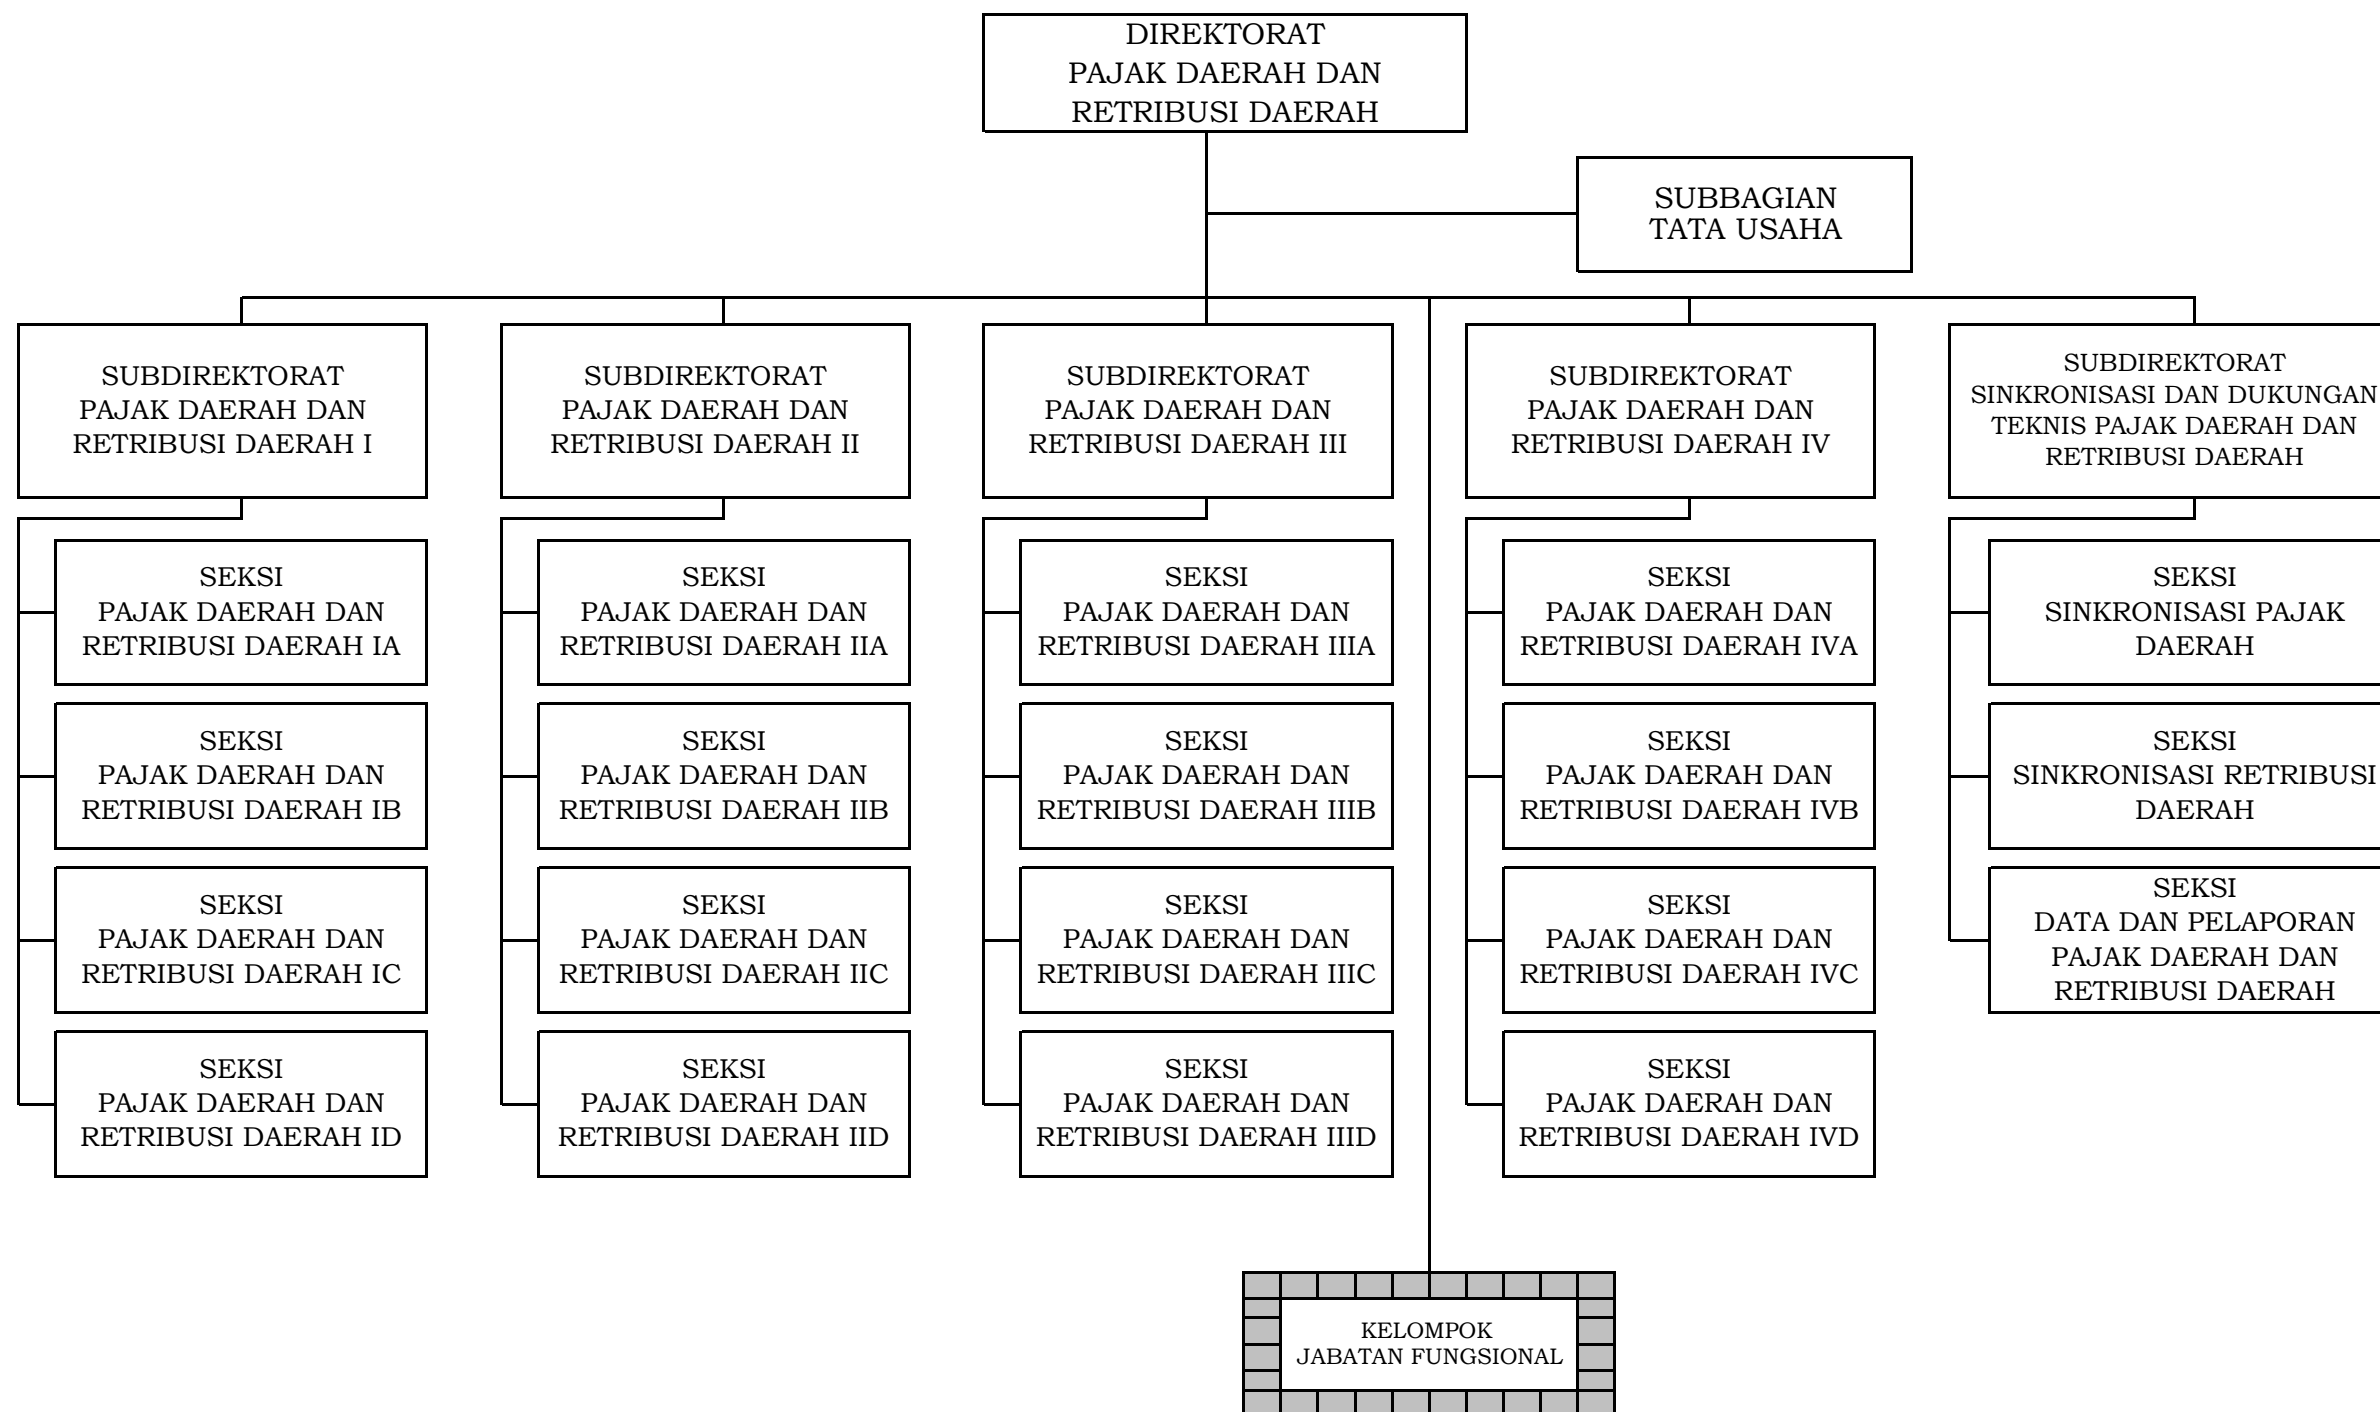 DIREKTORAT
PAJAK DAERAH DAN
RETRIBUSI DAERAH
SUBBAGIAN
TATA USAHA
SUBDIREKTORAT
PAJAK DAERAH DAN
RETRIBUSI DAERAH I
SUBDIREKTORAT
PAJAK DAERAH DAN
RETRIBUSI DAERAH II
SUBDIREKTORAT
PAJAK DAERAH DAN
RETRIBUSI DAERAH III
SUBDIREKTORAT
PAJAK DAERAH DAN
RETRIBUSI DAERAH IV
SUBDIREKTORAT
SINKRONISASI DAN DUKUNGAN
TEKNIS PAJAK DAERAH DAN
RETRIBUSI DAERAH
SEKSI
PAJAK DAERAH DAN
RETRIBUSI DAERAH IA
SEKSI
PAJAK DAERAH DAN
RETRIBUSI DAERAH IIA
SEKSI
PAJAK DAERAH DAN
RETRIBUSI DAERAH IIIA
SEKSI
PAJAK DAERAH DAN
RETRIBUSI DAERAH IVA
SEKSI
SINKRONISASI PAJAK
DAERAH
SEKSI
PAJAK DAERAH DAN
RETRIBUSI DAERAH IB
SEKSI
PAJAK DAERAH DAN
RETRIBUSI DAERAH IIB
SEKSI
PAJAK DAERAH DAN
RETRIBUSI DAERAH IIIB
SEKSI
PAJAK DAERAH DAN
RETRIBUSI DAERAH IVB
SEKSI
SINKRONISASI RETRIBUSI
DAERAH
SEKSI
PAJAK DAERAH DAN
RETRIBUSI DAERAH IC
SEKSI
PAJAK DAERAH DAN
RETRIBUSI DAERAH IIC
SEKSI
PAJAK DAERAH DAN
RETRIBUSI DAERAH IIIC
SEKSI
PAJAK DAERAH DAN
RETRIBUSI DAERAH IVC
SEKSI
DATA DAN PELAPORAN
PAJAK DAERAH DAN
RETRIBUSI DAERAH
SEKSI
PAJAK DAERAH DAN
RETRIBUSI DAERAH ID
SEKSI
PAJAK DAERAH DAN
RETRIBUSI DAERAH IID
SEKSI
PAJAK DAERAH DAN
RETRIBUSI DAERAH IIID
SEKSI
PAJAK DAERAH DAN
RETRIBUSI DAERAH IVD
KELOMPOK
JABATAN FUNGSIONAL